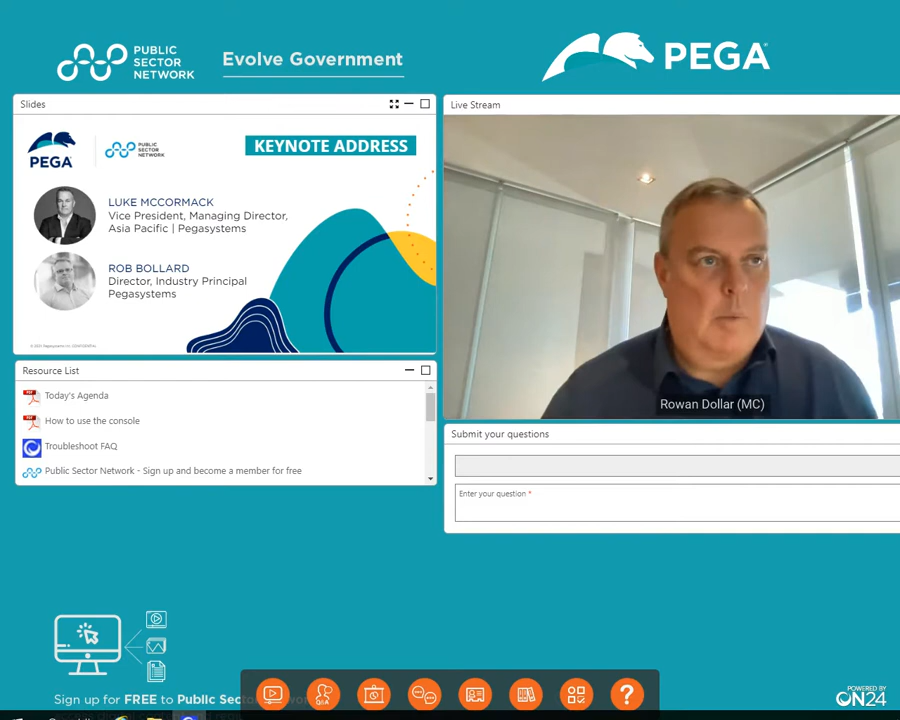 PUBLIC
SECTOR
NETWORK
Evolve Government
PEGA
Slides
PEGA
PUBLIC
SECTOR
NETWORK
KEYNOTE ADDRESS
LUKE MCCORMACK
Vice President, Managing Director,
Asia Pacific | Pegasystems
ROB BOLLARD
Director, Industry Principal
Pegasystems
Live Stream
Rowan Dollar (MC)
Resource List
Today's Agenda
How to use the console
Troubleshoot FAQ
Public Sector Network - Sign up and become a member for free
Submit your questions
Enter your question *
Sign up for FREE to Public
Q&A
?
POWERED BY
ON24